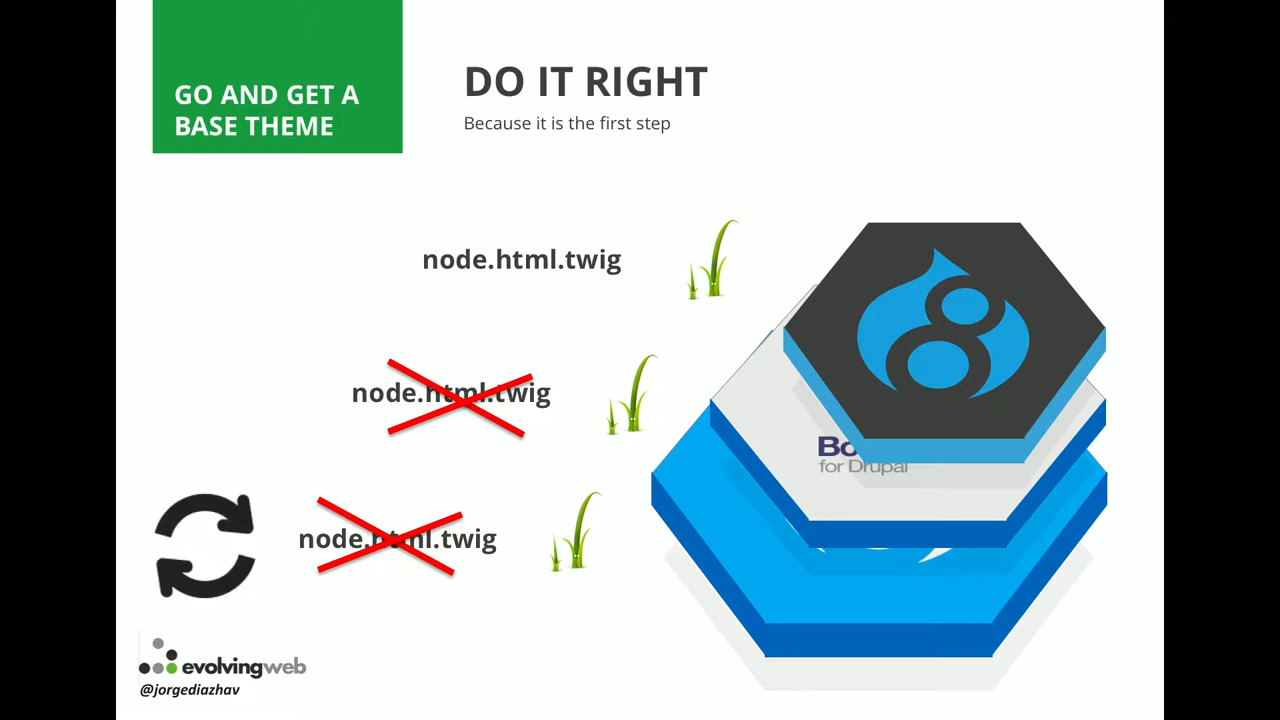 GO AND GET A
BASE THEME
DO IT RIGHT
Because it is the first step
node.html.twig
node.html.twig
for Drupal
node.html.twig
evolvingweb
@jorgediazhav